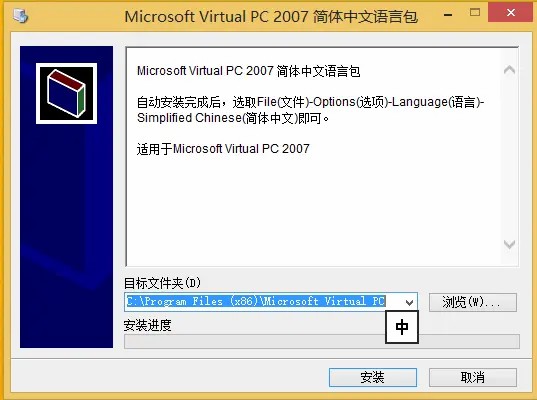 Microsoft Virtual PC 2007 简体中文语言包
Microsoft Virtual PC 2007 简体中文语言包
自动安装完成后，选取File(文件)-Options(选项)-Language(语言)-
Simplified Chinese(简体中文)即可。
适用于Microsoft Virtual PC 2007
目标文件夹(D)
C:\Program Files (x86)\Microsoft Virtual PC
浏览(W)...
安装进度
中
安装
取消